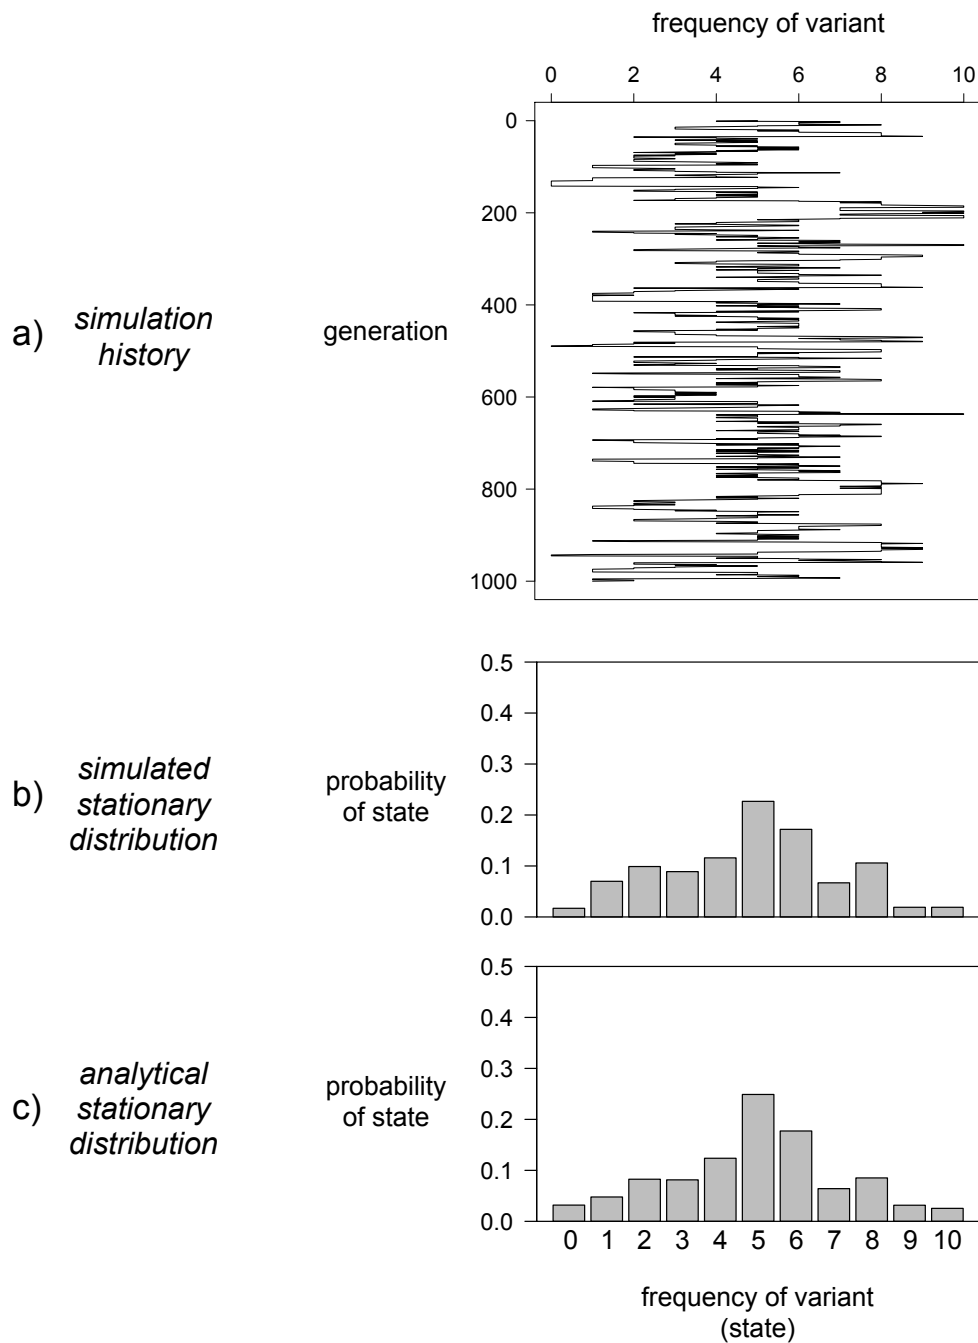 frequency of variant
0 2 4 6 8 10
0
200
400
600
800
1000
a) simulation
history
generation
0.5
0.4
0.3
0.2
0.1
0.0
b) simulated
stationary
distribution
probability
of state
0.5
0.4
0.3
0.2
0.1
0.0
c) analytical
stationary
distribution
probability
of state
0 1 2 3 4 5 6 7 8 9 10
frequency of variant
(state)